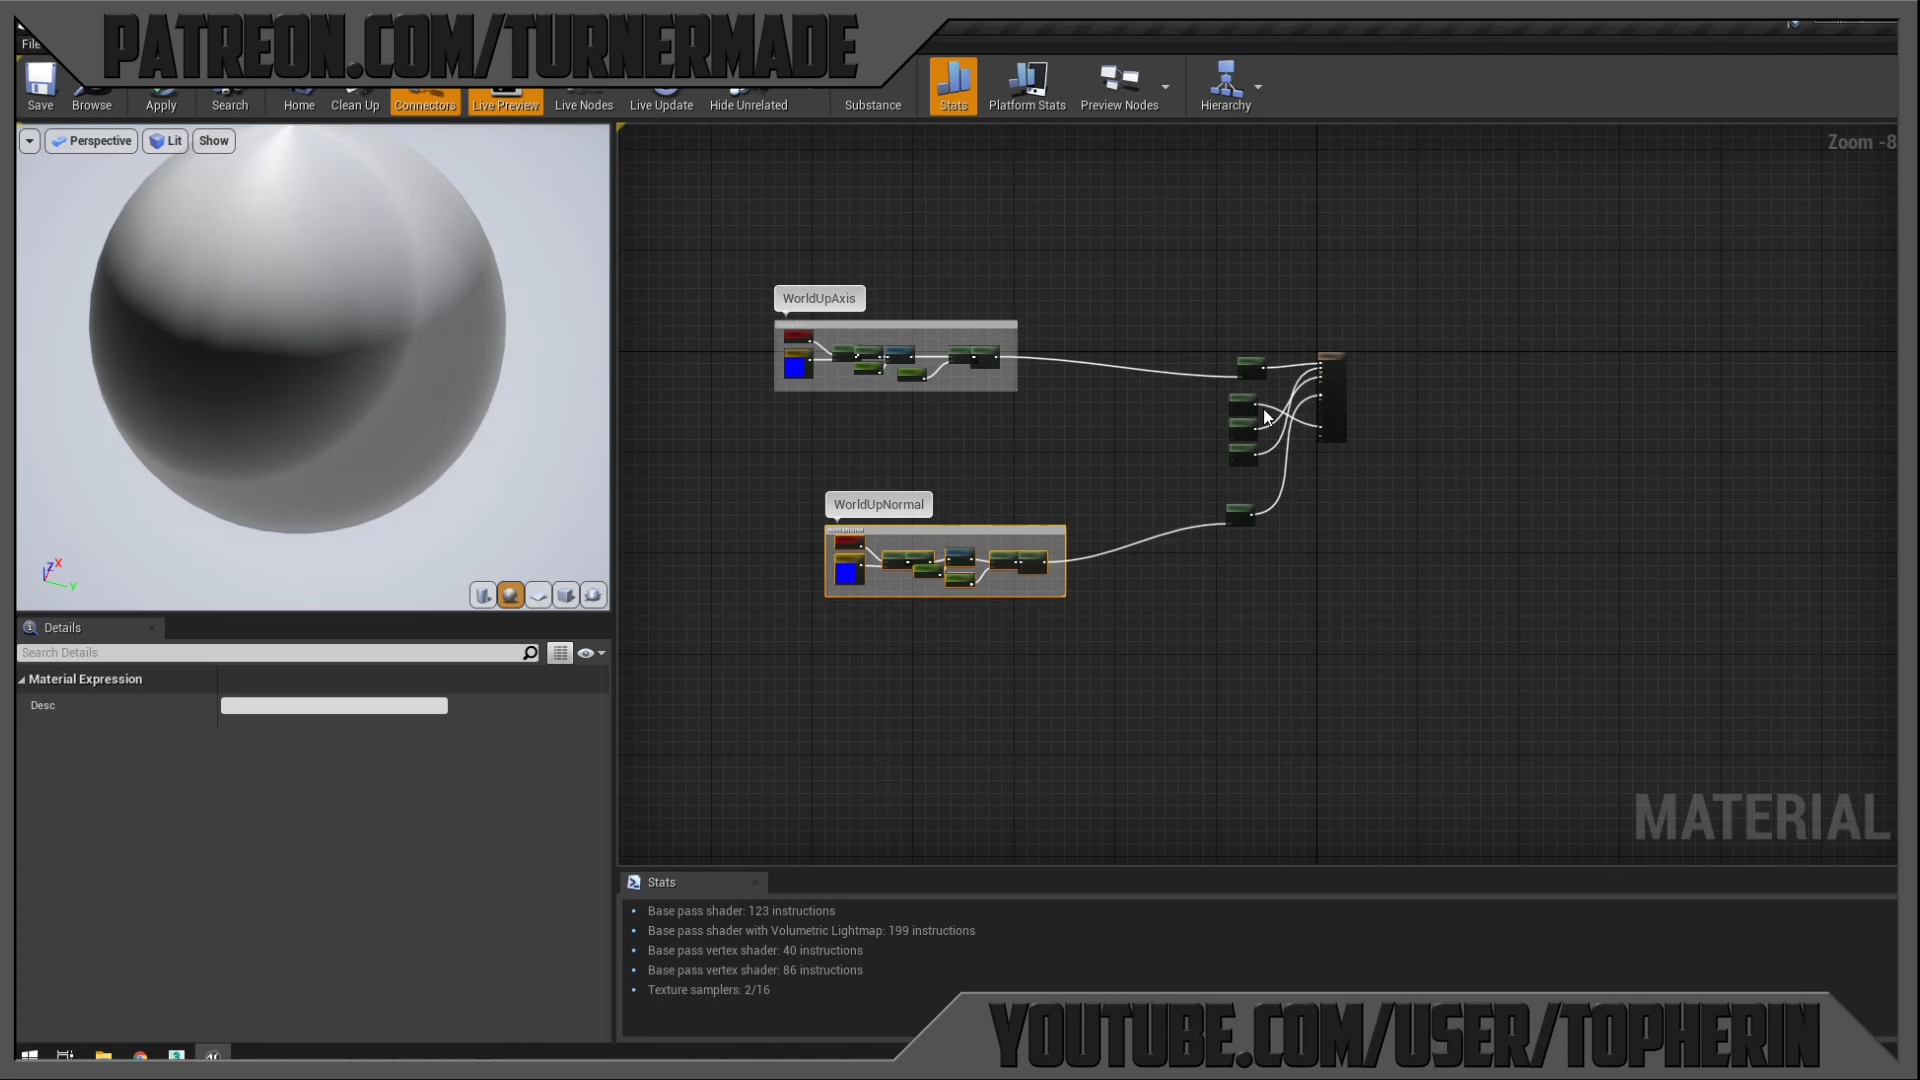 PATREON.COM/TURNERMADE
File
Save
Browse
Apply
Search
Home
Clean Up
Connectors
Live Preview
Live Nodes
Live Update
Hide Unrelated
Substance
Stats
Platform Stats
Preview Nodes
Hierarchy
Perspective
Lit
Show
Zoom -8
WorldUpAxis
WorldUpNormal
Z
X
Y
Details
Search Details
Material Expression
Desc
MATERIAL
Stats
Base pass shader: 123 instructions
Base pass shader with Volumetric Lightmap: 199 instructions
Base pass vertex shader: 40 instructions
Base pass vertex shader: 86 instructions
Texture samplers: 2/16
YOUTUBE.COM/USER/TOPHERIN